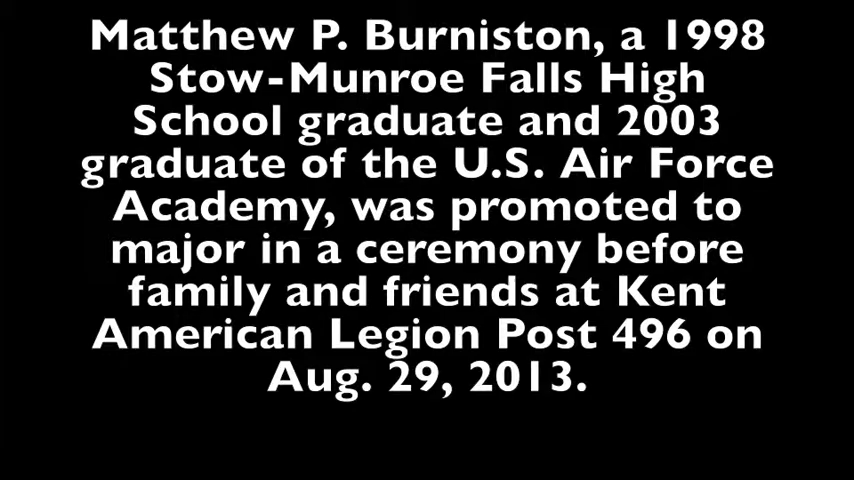 Matthew P. Burniston, a 1998
Stow-Munroe Falls High
School graduate and 2003
graduate of the U.S. Air Force
Academy, was promoted to
major in a ceremony before
family and friends at Kent
American Legion Post 496 on
Aug. 29, 2013.